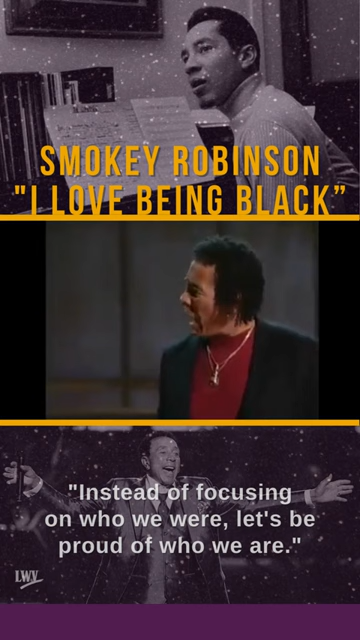 SMOKEY ROBINSON
"I LOVE BEING BLACK”
"Instead of focusing
on who we were, let's be
proud of who we are."
LWV